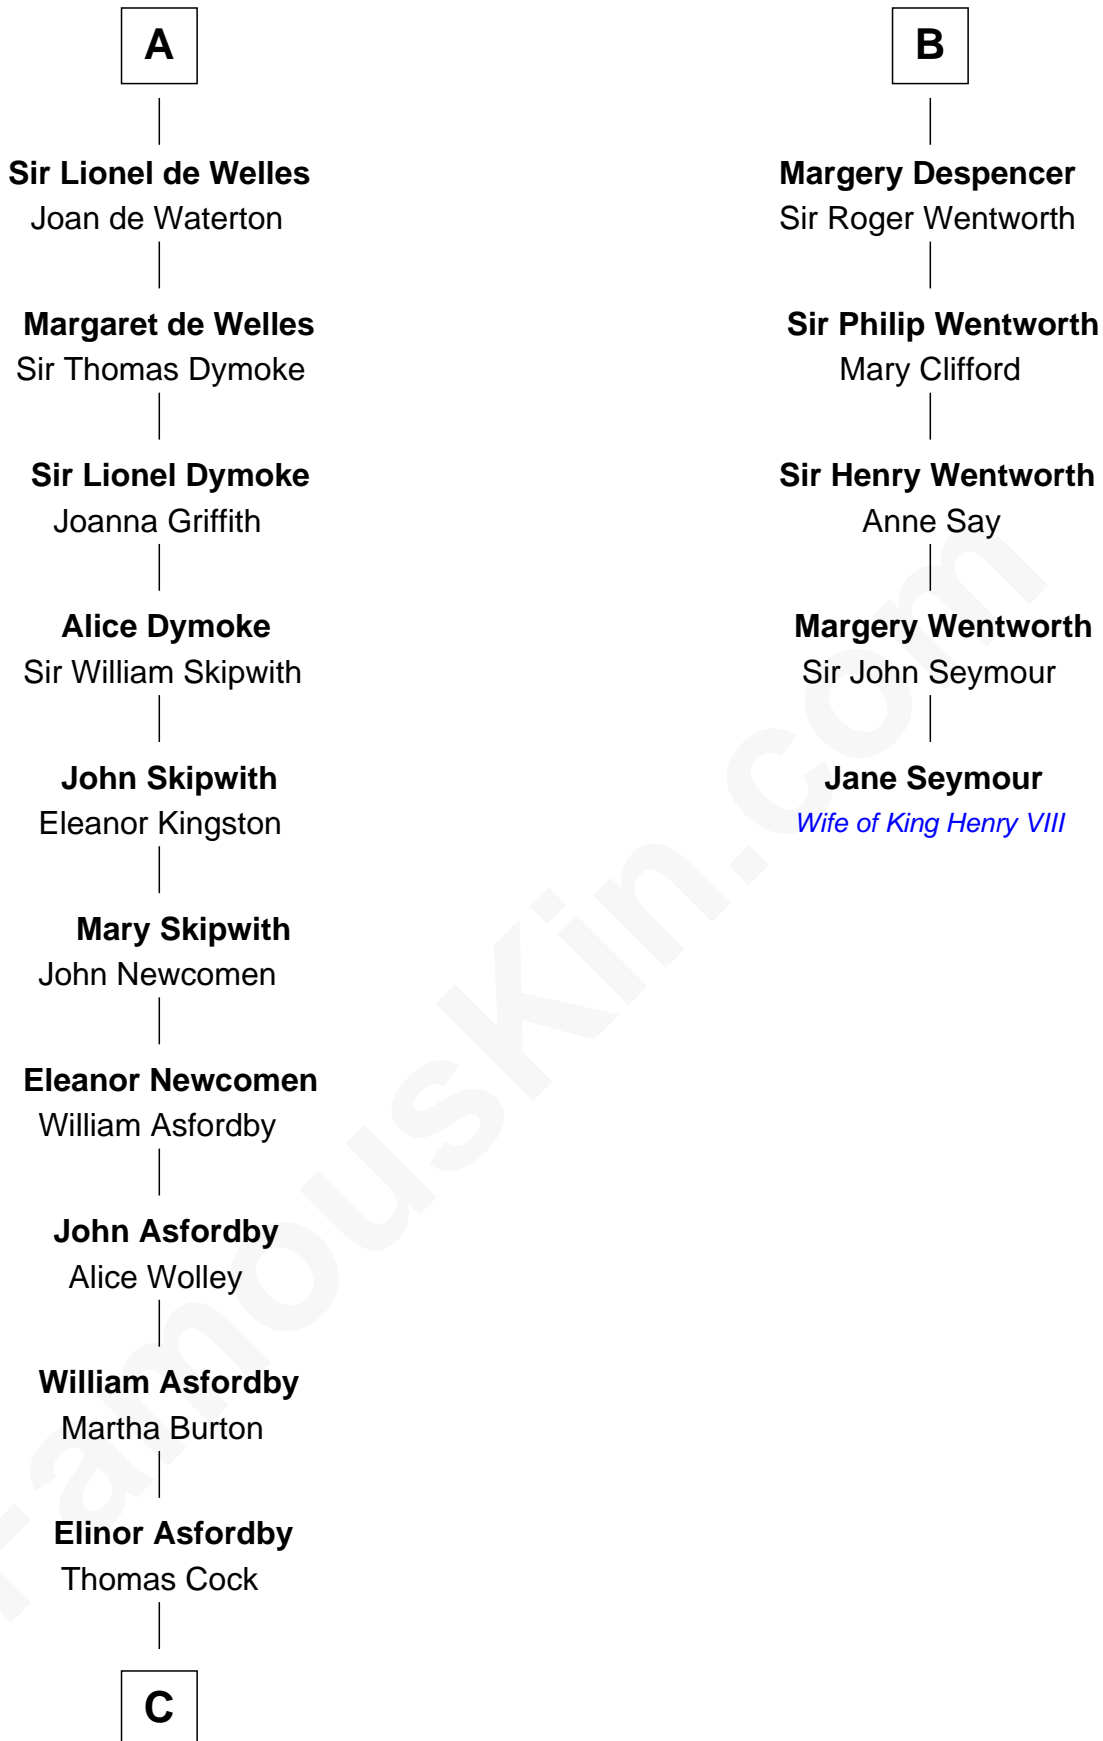 A
Sir Lionel de Welles
Joan de Waterton
Margaret de Welles
Sir Thomas Dymoke
Sir Lionel Dymoke
Joanna Griffith
Alice Dymoke
Sir William Skipwith
John Skipwith
Eleanor Kingston
Mary Skipwith
John Newcomen
Eleanor Newcomen
William Asfordby
John Asfordby
Alice Wolley
William Asfordby
Martha Burton
Elinor Asfordby
Thomas Cock
C
B
Margery Despencer
Sir Roger Wentworth
Sir Philip Wentworth
Mary Clifford
Sir Henry Wentworth
Anne Say
Margery Wentworth
Sir John Seymour
Jane Seymour
Wife of King Henry VIII
FamousKin.com